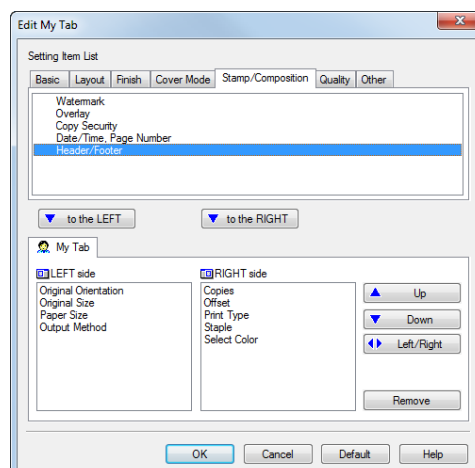 Edit My Tab
Setting Item List
Basic Layout Finish Cover Mode Stamp/Composition Quality Other
Watermark
Overlay
Copy Security
Date/Time, Page Number
Header/Footer
to the LEFT to the RIGHT
My Tab
LEFT side RIGHT side
Original Orientation Copies
Original Size Offset
Paper Size Print Type
Output Method Staple
Select Color
Up
Down
Left/Right
Remove
OK Cancel Default Help